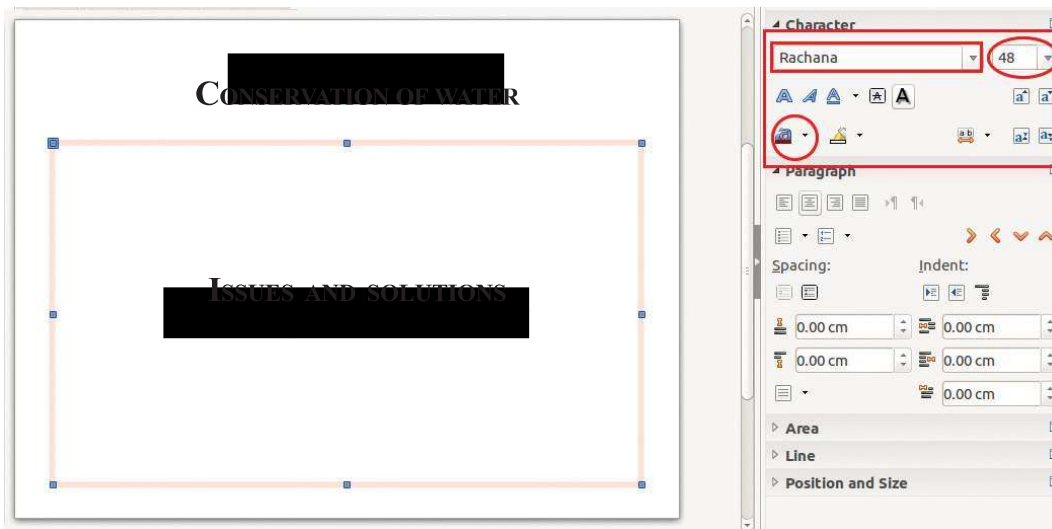 Character
Rachana 48
CONSERVATION OF WATER
Paragraph
Spacing: Indent:
ISSUES AND SOLUTIONS
0.00 cm 0.00 cm
0.00 cm 0.00 cm
0.00 cm
Area
Line
Position and Size